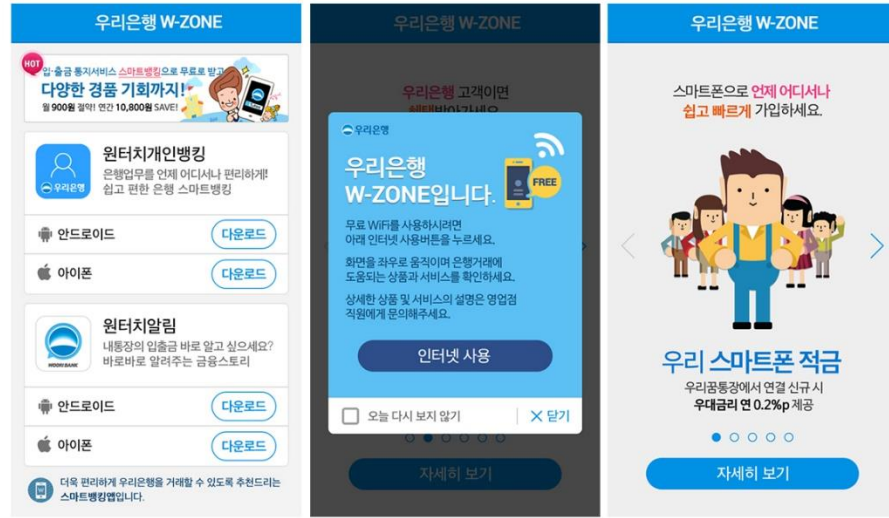 우리은행 W-ZONE
HOT
입·출금 통지서비스 스마트뱅킹으로 무료로 받고
다양한 경품 기회까지!
월 900원 절약! 연간 10,800원 SAVE!
원터치개인뱅킹
은행업무를 언제 어디서나 편리하게!
쉽고 편한 은행 스마트뱅킹
우리은행
안드로이드
다운로드
아이폰
다운로드
원터치알림
내통장의 입출금 바로 알고 싶으세요?
바로바로 알려주는 금융스토리
WOORI BANK
안드로이드
다운로드
아이폰
다운로드
더욱 편리하게 우리은행을 거래할 수 있도록 추천드리는
스마트뱅킹앱입니다.
우리은행 W-ZONE
우리은행 고객이면
혜택받아가세요
우리은행
우리은행
W-ZONE입니다.
FREE
무료 WiFi를 사용하시려면
아래 인터넷 사용버튼을 누르세요.
화면을 좌우로 움직이며 은행거래에
도움되는 상품과 서비스를 확인하세요.
상세한 상품 및 서비스의 설명은 영업점
직원에게 문의해주세요.
인터넷 사용
오늘 다시 보지 않기
닫기
자세히 보기
우리은행 W-ZONE
스마트폰으로 언제 어디서나
쉽고 빠르게 가입하세요.
우리 스마트폰 적금
우리꿈통장에서 연결 신규 시
우대금리 연 0.2%p 제공
자세히 보기